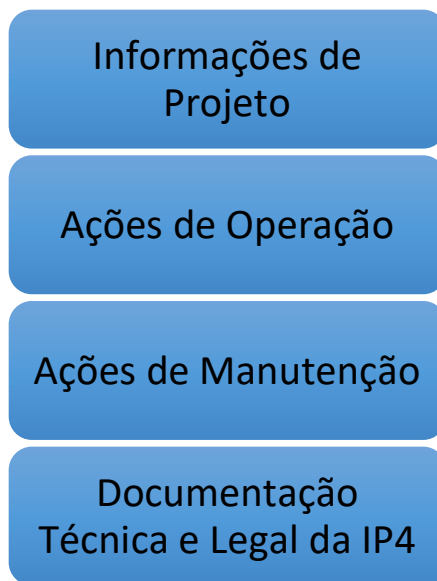 Informações de
Projeto
Ações de Operação
Ações de Manutenção
Documentação
Técnica e Legal da IP4